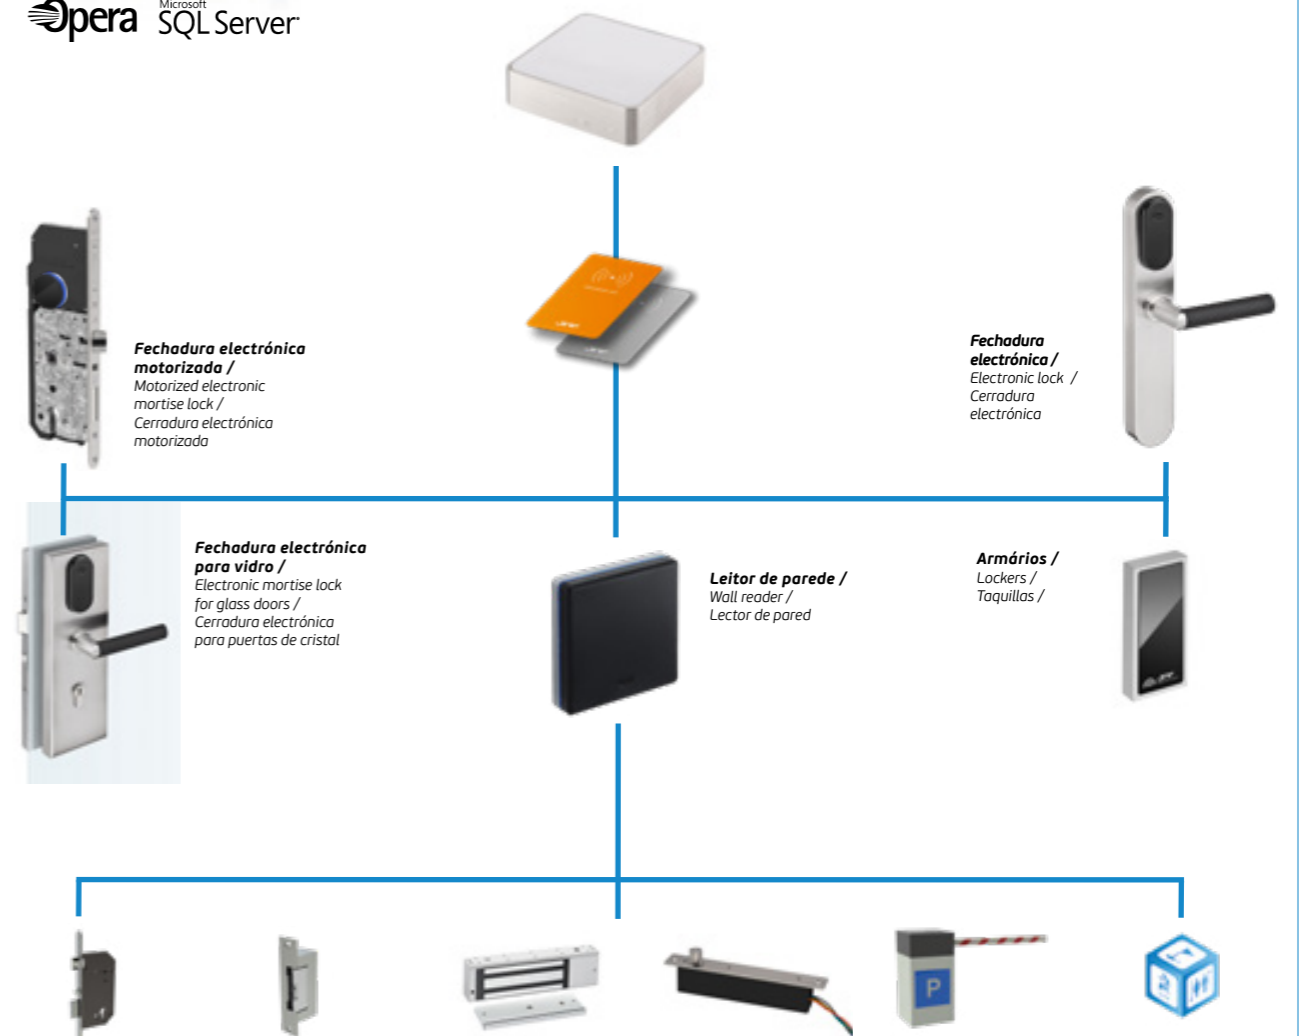 Opera
Microsoft
SQL Server
Fechadura electrónica
motorizada /
Motorized electronic
mortise lock /
Cerradura electrónica
motorizada
Fechadura
electrónica /
Electronic lock /
Cerradura
electrónica
Fechadura electrónica
para vidro /
Electronic mortise lock
for glass doors /
Cerradura electrónica
para puertas de cristal
Leitor de parede /
Wall reader /
Lector de pared
Armários /
Lockers /
Taquillas /
P